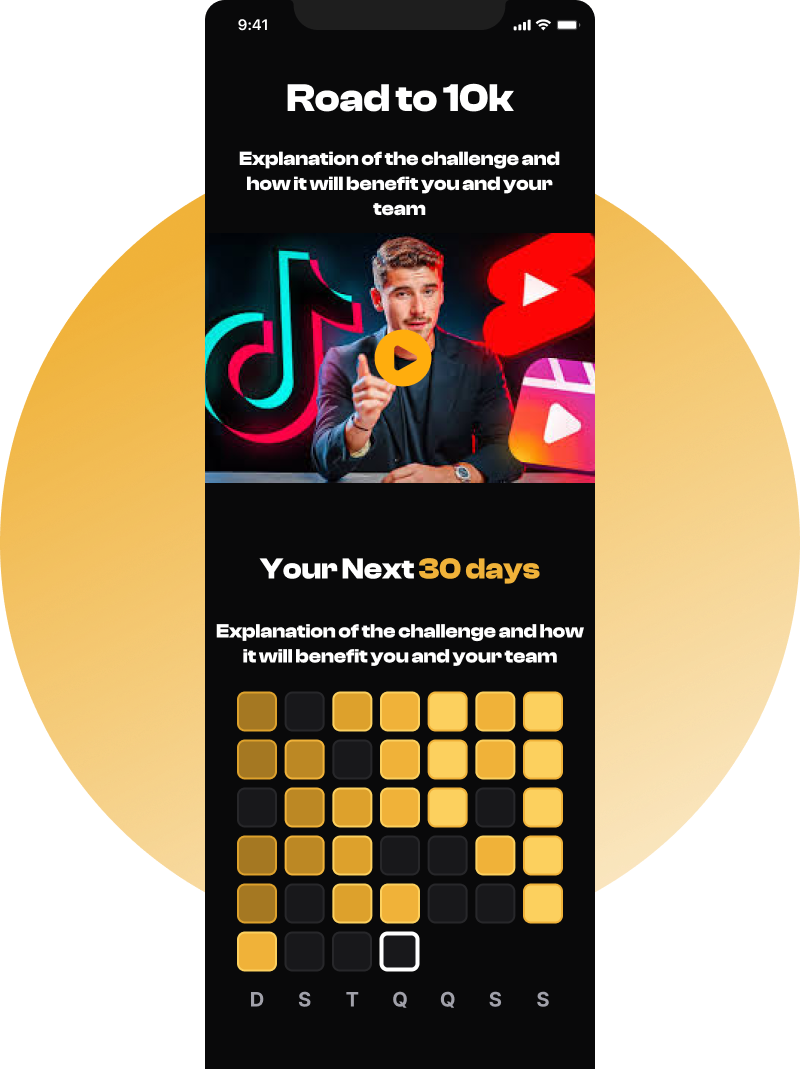 9:41
Road to 10k
Explanation of the challenge and
how it will benefit you and your
team
Your Next 30 days
Explanation of the challenge and how
it will benefit you and your team
D S T Q Q S S